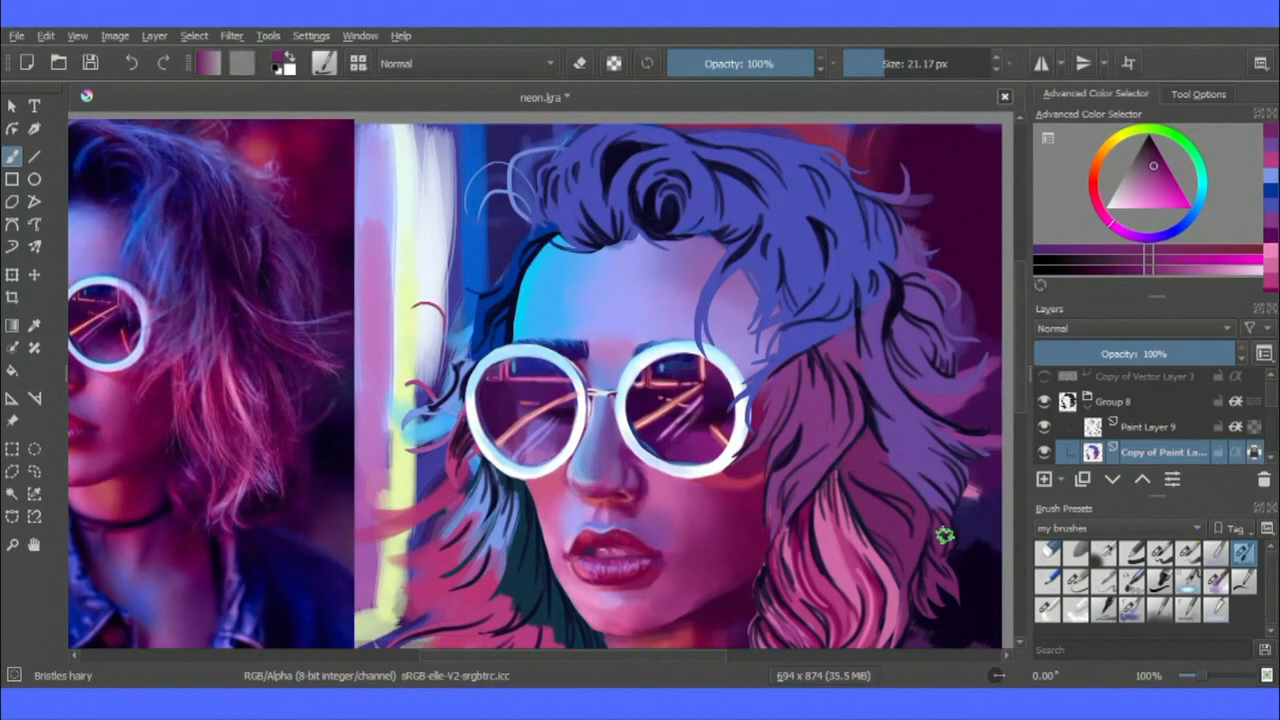 File Edit View Image Layer Select Filter Tools Settings Window Help
Normal Opacity: 100% Size: 21.17 px
neon.kra *
Advanced Color Selector Tool Options
Advanced Color Selector
Layers
Normal
Opacity: 100%
Copy of Vector Layer 3
Group 8
Paint Layer 9
Copy of Paint La...
Brush Presets
my brushes Tag
Search
Bristles hairy RGB/Alpha (8-bit integer/channel) sRGB-elle-V2-srgbtrc.icc 694 x 874 (35.5 MiB) 0.00° 100%